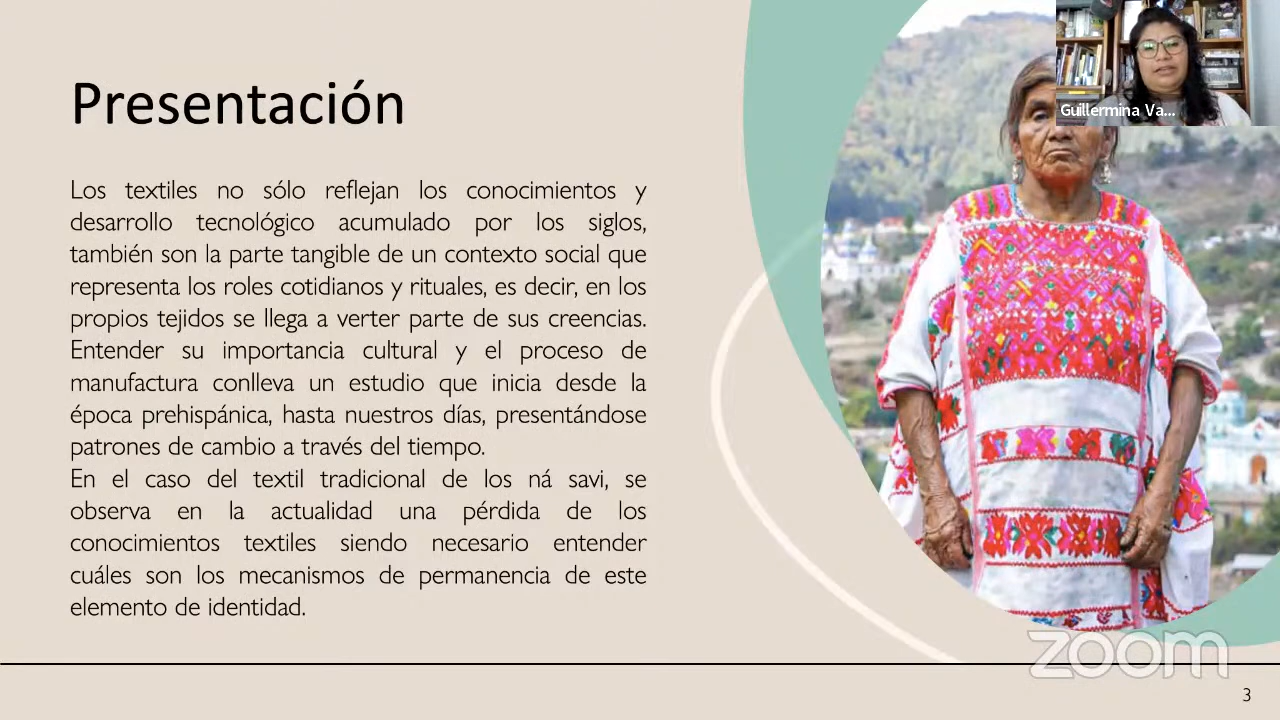 Presentación
Los textiles no sólo reflejan los conocimientos y
desarrollo tecnológico acumulado por los siglos,
también son la parte tangible de un contexto social que
representa los roles cotidianos y rituales, es decir, en los
propios tejidos se llega a verter parte de sus creencias.
Entender su importancia cultural y el proceso de
manufactura conlleva un estudio que inicia desde la
época prehispánica, hasta nuestros días, presentándose
patrones de cambio a través del tiempo.
En el caso del textil tradicional de los ná savi, se
observa en la actualidad una pérdida de los
conocimientos textiles siendo necesario entender
cuáles son los mecanismos de permanencia de este
elemento de identidad.
Guillermina Va...
zoom
3